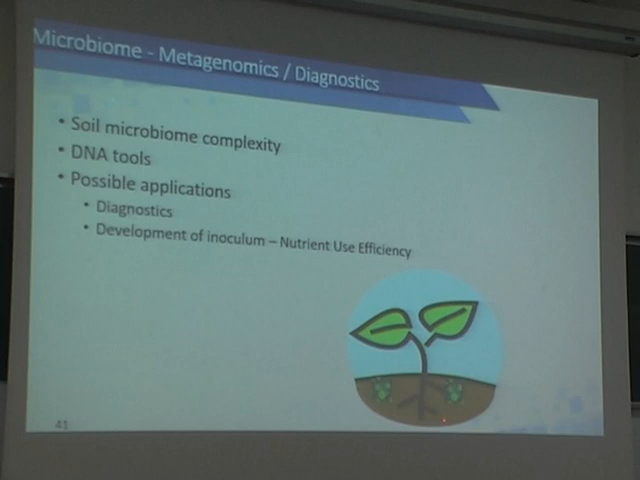 Microbiome - Metagenomics / Diagnostics
• Soil microbiome complexity
• DNA tools
• Possible applications
• Diagnostics
• Development of inoculum – Nutrient Use Efficiency
41